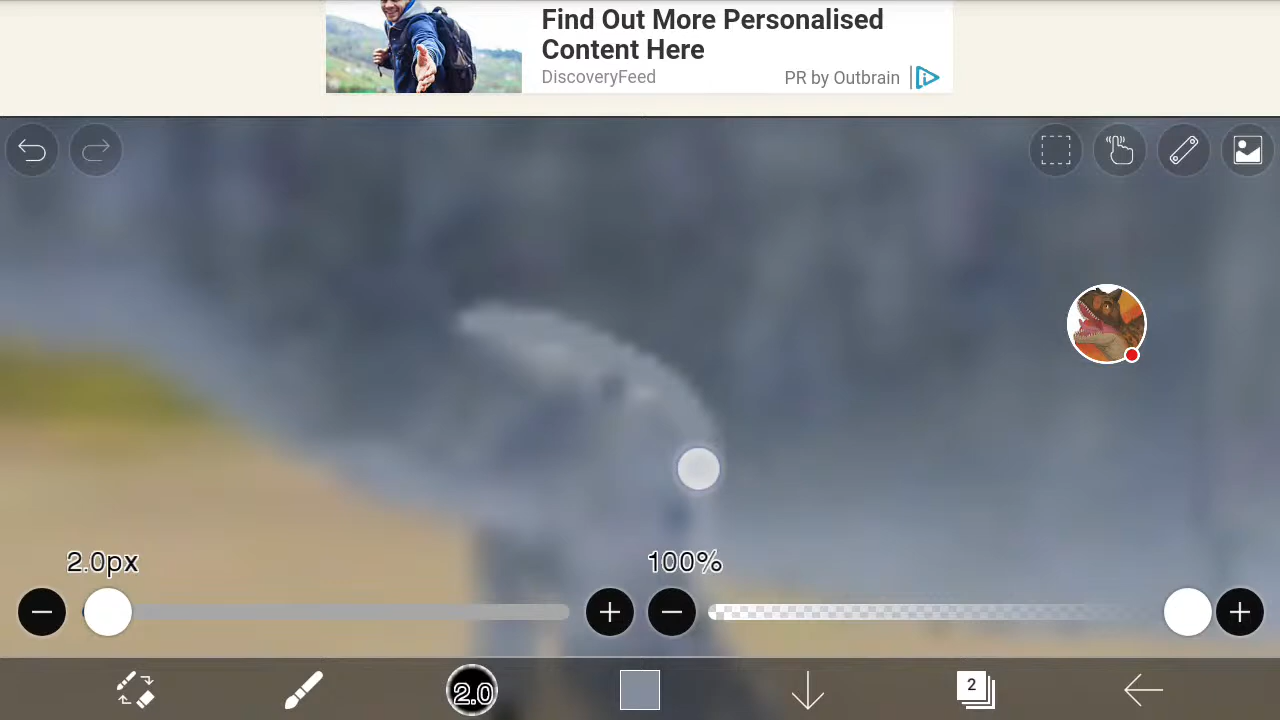 Find Out More Personalised
Content Here
DiscoveryFeed
PR by Outbrain
2.0px
100%
2.0
2